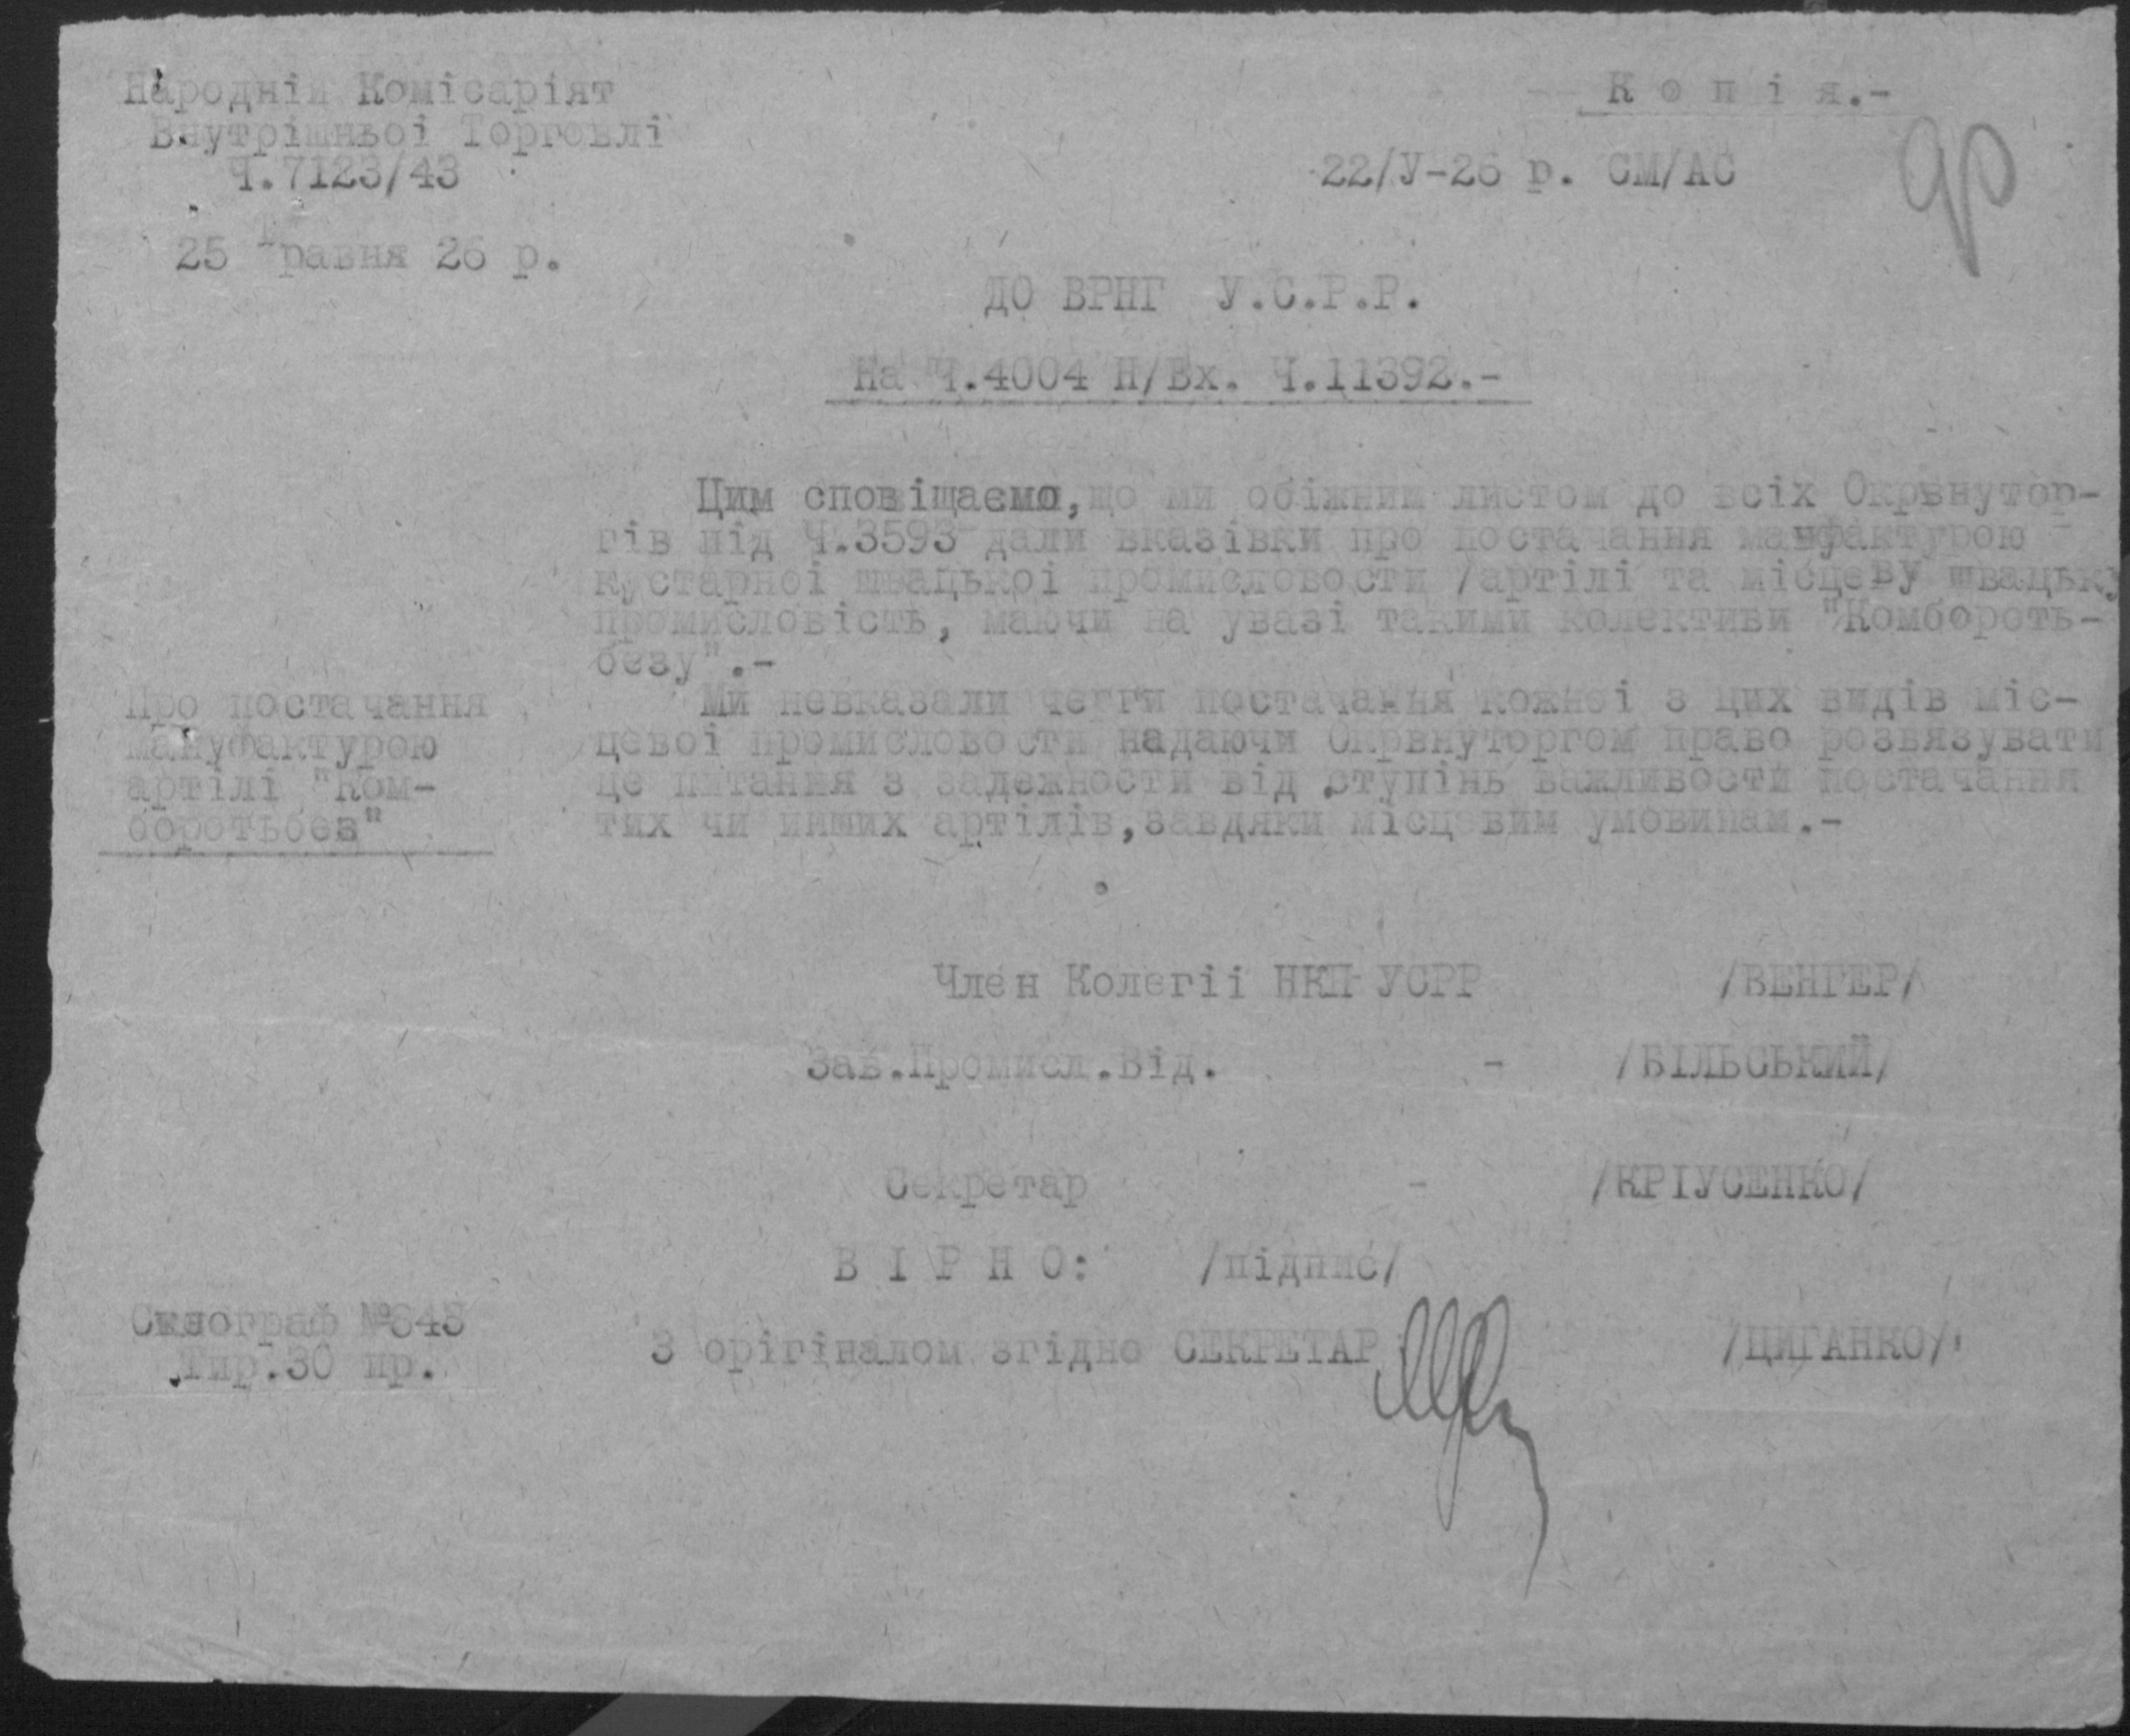 Народній Комісаріят
Внутрішньої Торговлі
Ч.7123/43
25 Травня 26 р.
К о п і я.-
22/У-26 р. СМ/АС
90
ДО ВРНГ У.С.Р.Р.
на Ч.4004 Н/Вх. Ч.11392.-
Цим сповіщаємо, що ми обіжним листом до всіх Окрвнутор-
гів під Ч.3593 дали вказівки про постачання мануфактурою
кустарної швацької промисловости /артілі та місцеву швацьку
промисловість, маючи на увазі такими колективи "Комбороть-
безу".-
Про постачання
мануфактурою
артілі "Ком-
боротьбез"
Ми невказали черги постачання кожної з цих видів міс-
цевої промисловости надаючи Окрвнуторгом право розвязувати
це питання з залежности від ступінь важливости постачання
тих чи инших артілів, завдяки місцевим умовинам.-
Член Колегії НКП УСРР /ВЕНГЕР/
Зав.Промисл.Від. - /БІЛЬСЬКИЙ/
Секретар - /КРІУСЕНКО/
В І Р Н О: /підпис/
Склограф №643
Тир.30 пр.
З орігіналом згідно СЕКРЕТАР /ЦИГАНКО/